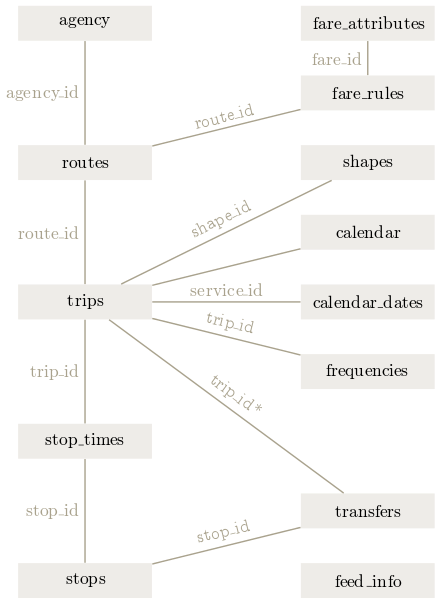 agency
fare_attributes
agency_id
fare_id
fare_rules
route_id
routes
shapes
route_id
shape_id
calendar
trips
service_id
calendar_dates
trip_id
frequencies
trip_id
trip_id*
stop_times
stop_id
transfers
stop_id
stops
feed_info